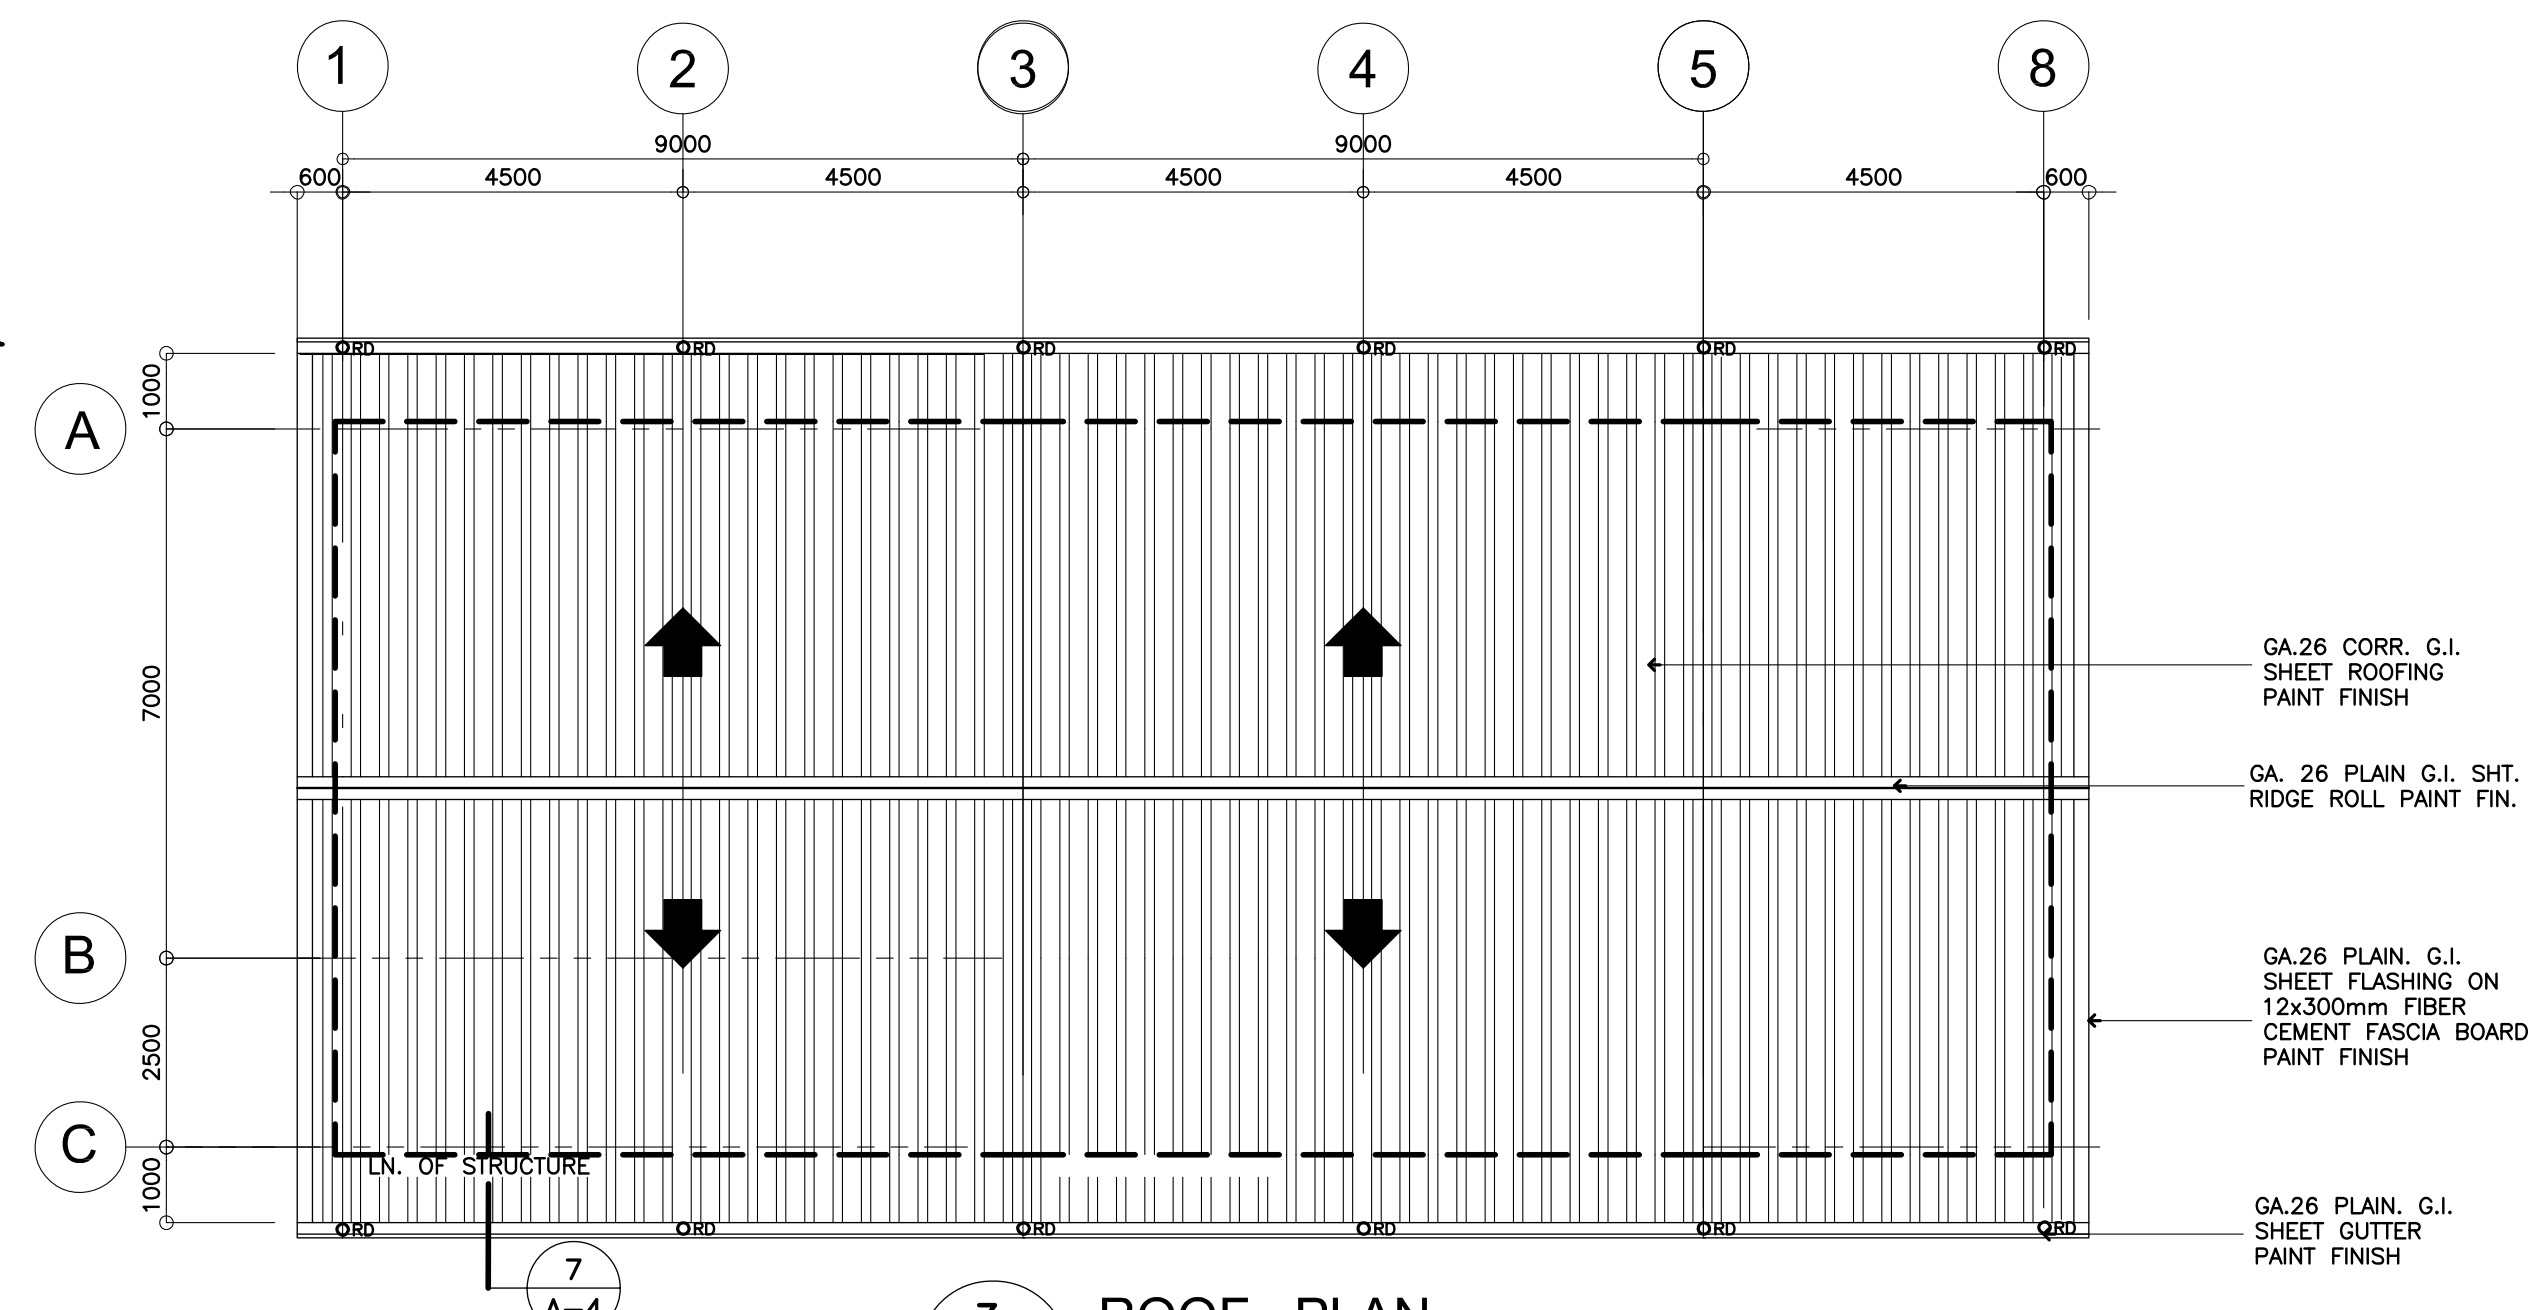 1 2 3 4 5 8
9000 9000
600 4500 4500 4500 4500 4500 600
RD RD RD RD RD RD
1000
A
7000
GA.26 CORR. G.I.
SHEET ROOFING
PAINT FINISH
GA. 26 PLAIN G.I. SHT.
RIDGE ROLL PAINT FIN.
B
GA.26 PLAIN. G.I.
SHEET FLASHING ON
12x300mm FIBER
CEMENT FASCIA BOARD
PAINT FINISH
2500
C
LN. OF STRUCTURE
1000
RD RD RD RD RD RD
GA.26 PLAIN. G.I.
SHEET GUTTER
PAINT FINISH
7
A-4
ROOF PLAN